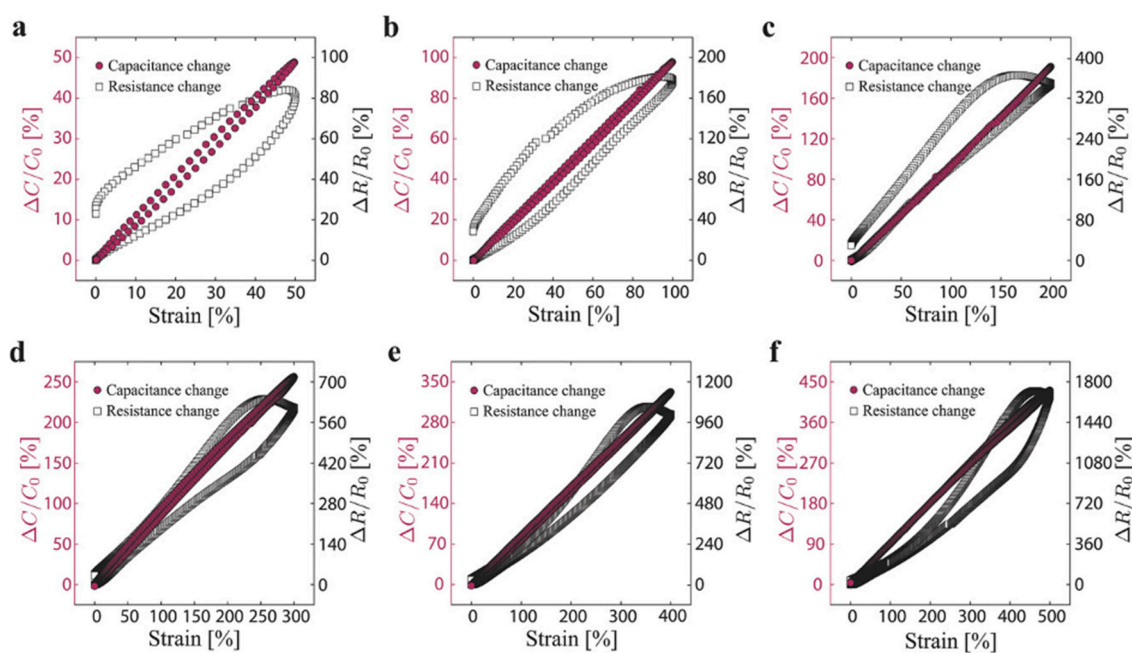 a
50
40
30
20
10
0
ΔC/C₀ [%]
Capacitance change
Resistance change
100
80
60
40
20
0
ΔR/R₀ [%]
0 10 20 30 40 50
Strain [%]
b
100
80
60
40
20
0
ΔC/C₀ [%]
Capacitance change
Resistance change
200
160
120
80
40
0
ΔR/R₀ [%]
0 20 40 60 80 100
Strain [%]
c
200
160
120
80
40
0
ΔC/C₀ [%]
Capacitance change
Resistance change
400
320
240
160
80
0
ΔR/R₀ [%]
0 50 100 150 200
Strain [%]
d
250
200
150
100
50
0
ΔC/C₀ [%]
Capacitance change
Resistance change
700
560
420
280
140
0
ΔR/R₀ [%]
0 50 100 150 200 250 300
Strain [%]
e
350
280
210
140
70
0
ΔC/C₀ [%]
Capacitance change
Resistance change
1200
960
720
480
240
0
ΔR/R₀ [%]
0 100 200 300 400
Strain [%]
f
450
360
270
180
90
0
ΔC/C₀ [%]
Capacitance change
Resistance change
1800
1440
1080
720
360
0
ΔR/R₀ [%]
0 100 200 300 400 500
Strain [%]